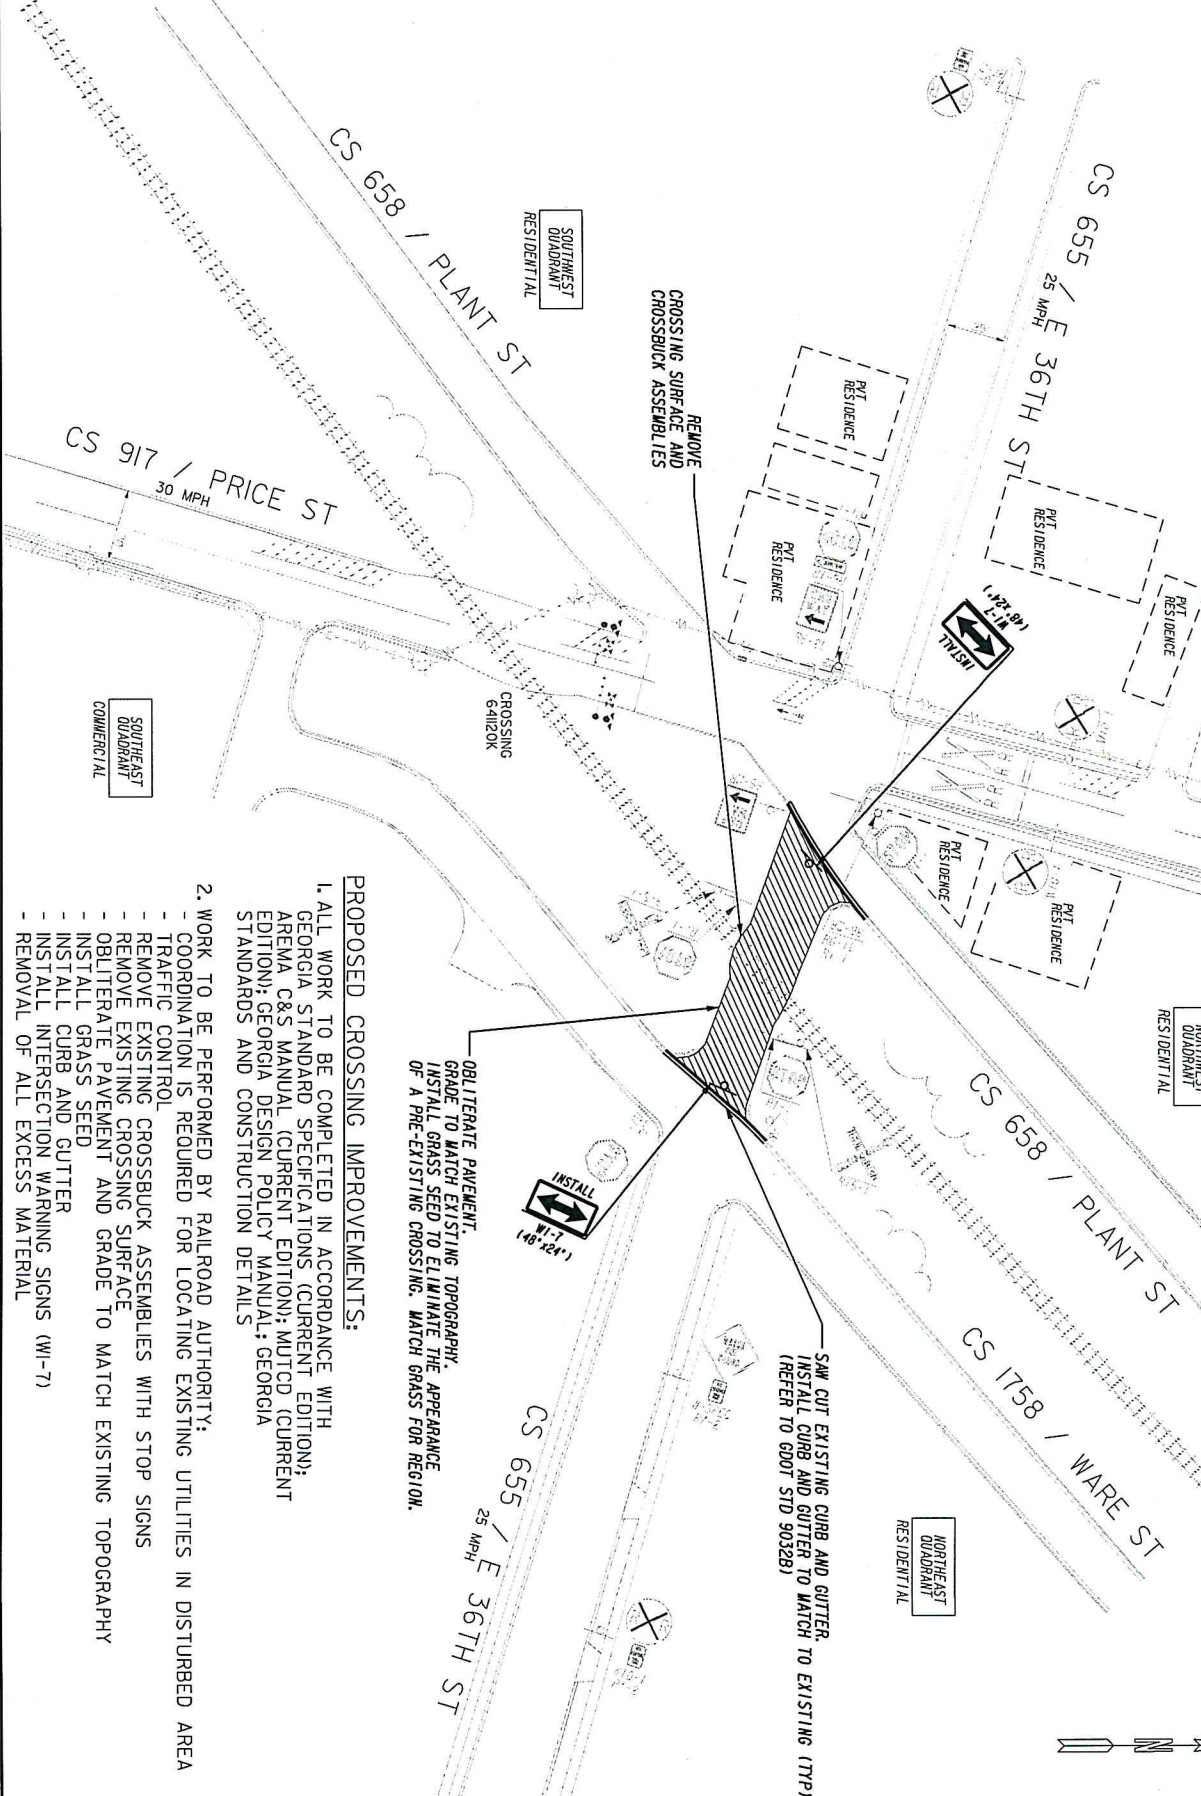 CS 658 / PLANT ST
CS 655 / E 36TH ST
25 MPH
SOUTHWEST
QUADRANT
RESIDENTIAL
REMOVE
CROSSING SURFACE AND
CROSSBUCK ASSEMBLIES
PVT
RESIDENCE
PVT
RESIDENCE
PVT
RESIDENCE
PVT
RESIDENCE
PVT
RESIDENCE
PVT
RESIDENCE
INSTALL
W1-7
(48"x24")
CS 917 / PRICE ST
30 MPH
CROSSING
641120K
SOUTHEAST
QUADRANT
COMMERCIAL
QUADRANT
RESIDENTIAL
CS 658 / PLANT ST
CS 1758 / WARE ST
NORTHEAST
QUADRANT
RESIDENTIAL
SAW CUT EXISTING CURB AND GUTTER.
INSTALL CURB AND GUTTER TO MATCH TO EXISTING (TYP)
(REFER TO GDOT STD 9032B)
OBLITERATE PAVEMENT.
GRADE TO MATCH EXISTING TOPOGRAPHY.
INSTALL GRASS SEED TO ELIMINATE THE APPEARANCE
OF A PRE-EXISTING CROSSING. MATCH GRASS FOR REGION.
INSTALL
W1-7
(48"x24")
CS 655 / E 36TH ST
25 MPH
PROPOSED CROSSING IMPROVEMENTS:
1. ALL WORK TO BE COMPLETED IN ACCORDANCE WITH
GEORGIA STANDARD SPECIFICATIONS (CURRENT EDITION);
AREMA C&S MANUAL (CURRENT EDITION); MUTCD (CURRENT
EDITION); GEORGIA DESIGN POLICY MANUAL; GEORGIA
STANDARDS AND CONSTRUCTION DETAILS
2. WORK TO BE PERFORMED BY RAILROAD AUTHORITY:
- COORDINATION IS REQUIRED FOR LOCATING EXISTING UTILITIES IN DISTURBED AREA
- TRAFFIC CONTROL
- REMOVE EXISTING CROSSBUCK ASSEMBLIES WITH STOP SIGNS
- REMOVE EXISTING CROSSING SURFACE
- OBLITERATE PAVEMENT AND GRADE TO MATCH EXISTING TOPOGRAPHY
- INSTALL GRASS SEED
- INSTALL CURB AND GUTTER
- INSTALL INTERSECTION WARNING SIGNS (W1-7)
- REMOVAL OF ALL EXCESS MATERIAL
N